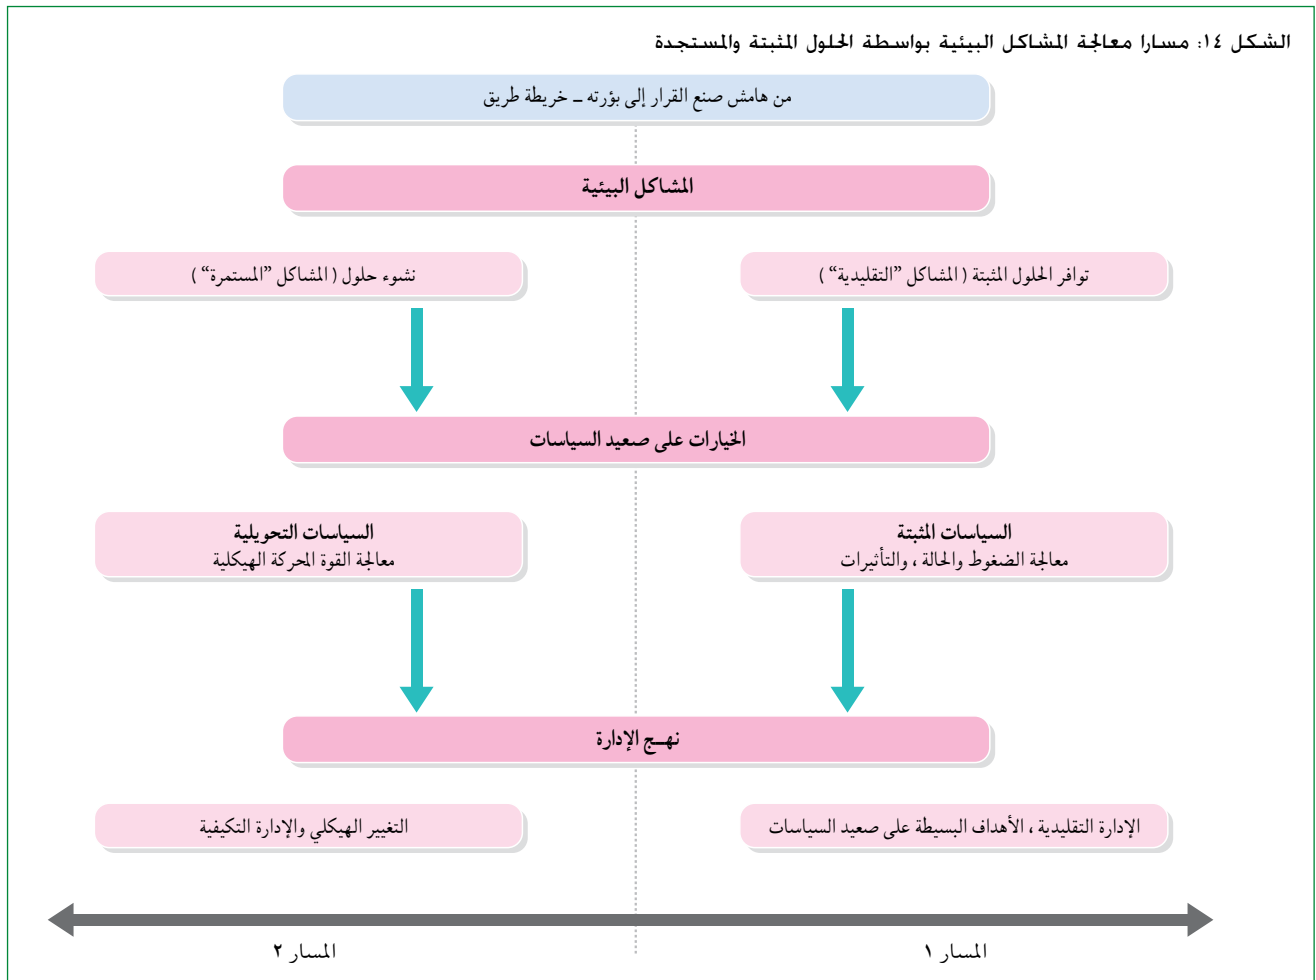 الشكل ١٤: مسارا معالجة المشاكل البيئية بواسطة الحلول المثبتة والمستجدة
من هامش صنع القرار إلى بؤرته – خريطة طريق
المشاكل البيئية
توافر الحلول المثبتة ( المشاكل ”التقليدية“ )
نشوء حلول ( المشاكل ”المستمرة“ )
الخيارات على صعيد السياسات
السياسات المثبتة
معالجة الضغوط والحالة ، والتأثيرات
السياسات التحويلية
معالجة القوة المحركة الهيكلية
نهـج الإدارة
الإدارة التقليدية ، الأهداف البسيطة على صعيد السياسات
التغيير الهيكلي والإدارة التكيفية
المسار ١
المسار ٢